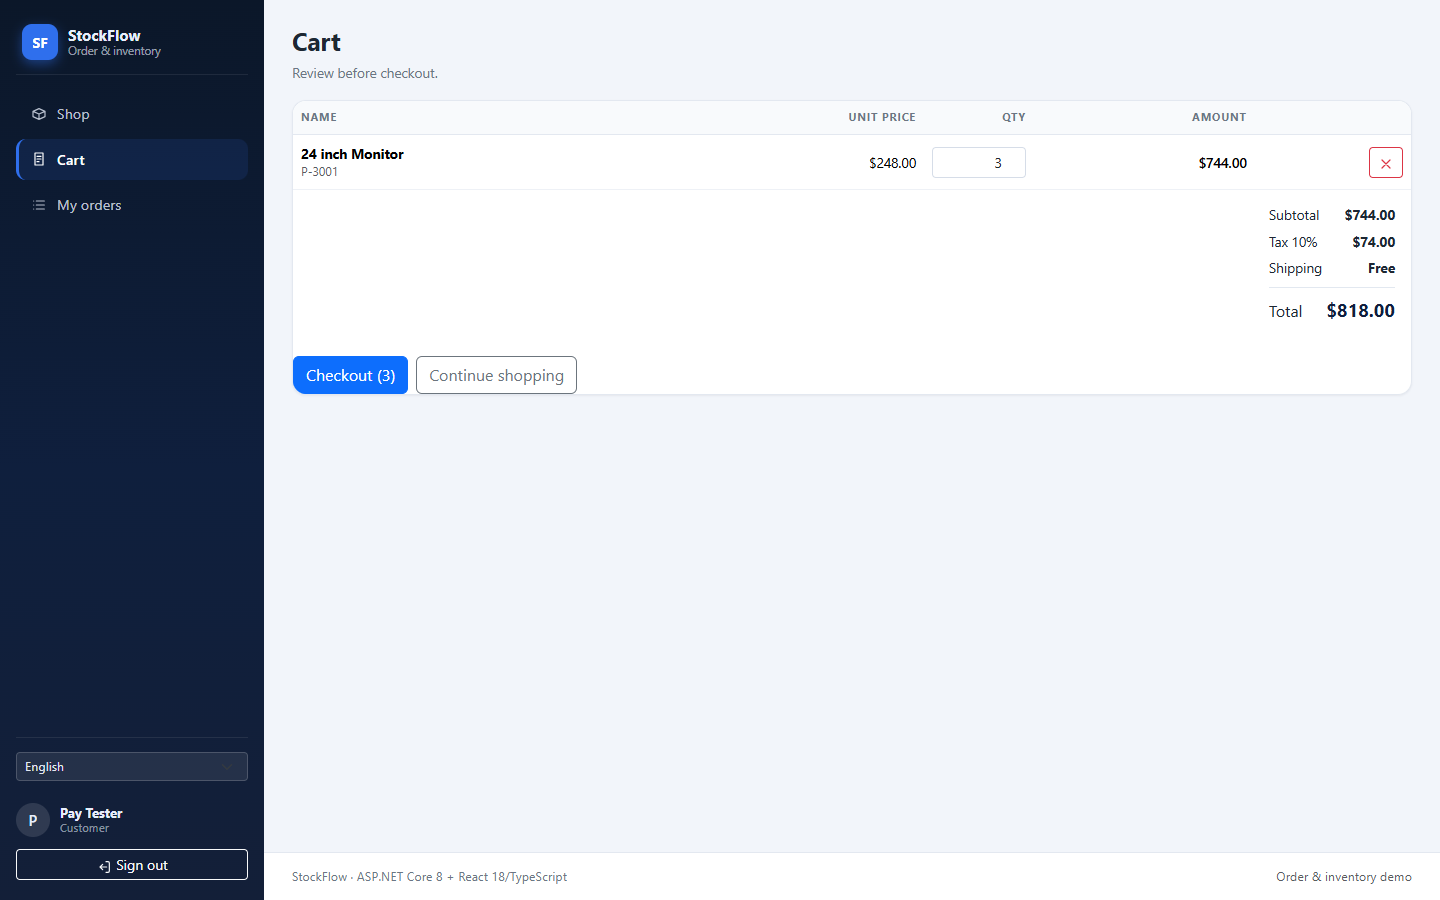 SF
StockFlow
Order & inventory
Shop
Cart
My orders
English
P
Pay Tester
Customer
Sign out
Cart
Review before checkout.
NAME UNIT PRICE QTY AMOUNT
24 inch Monitor
P-3001
$248.00 3 $744.00
Subtotal $744.00
Tax 10% $74.00
Shipping Free
Total $818.00
Checkout (3) Continue shopping
StockFlow · ASP.NET Core 8 + React 18/TypeScript
Order & inventory demo